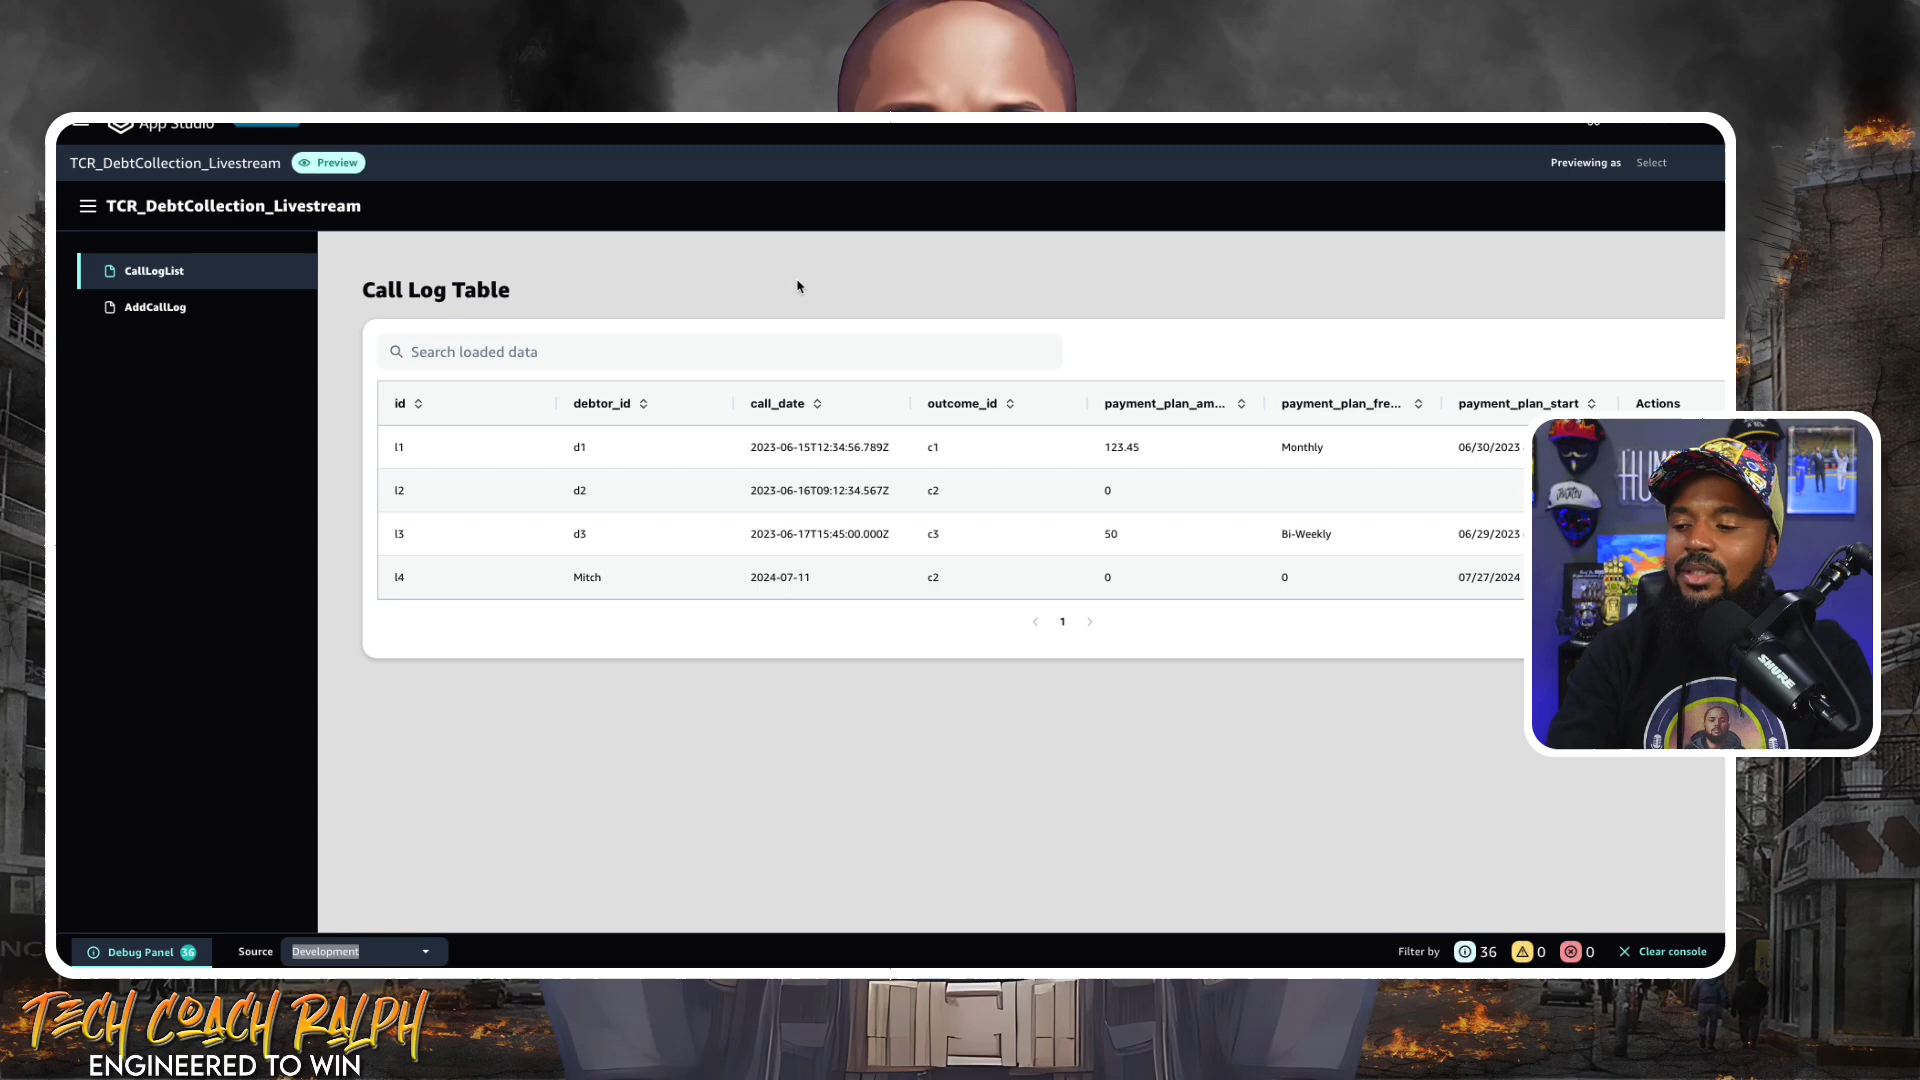 App Studio
TCR_DebtCollection_Livestream Preview Previewing as Select
TCR_DebtCollection_Livestream
CallLogList
AddCallLog
Call Log Table
Search loaded data
id debtor_id call_date outcome_id payment_plan_am... payment_plan_fre... payment_plan_start Actions
l1 d1 2023-06-15T12:34:56.789Z c1 123.45 Monthly 06/30/2023
l2 d2 2023-06-16T09:12:34.567Z c2 0
l3 d3 2023-06-17T15:45:00.000Z c3 50 Bi-Weekly 06/29/2023
l4 Mitch 2024-07-11 c2 0 0 07/27/2024
1
SHURE
Debug Panel 36 Source Development Filter by 36 0 0 Clear console
TECH COACH RALPH
ENGINEERED TO WIN